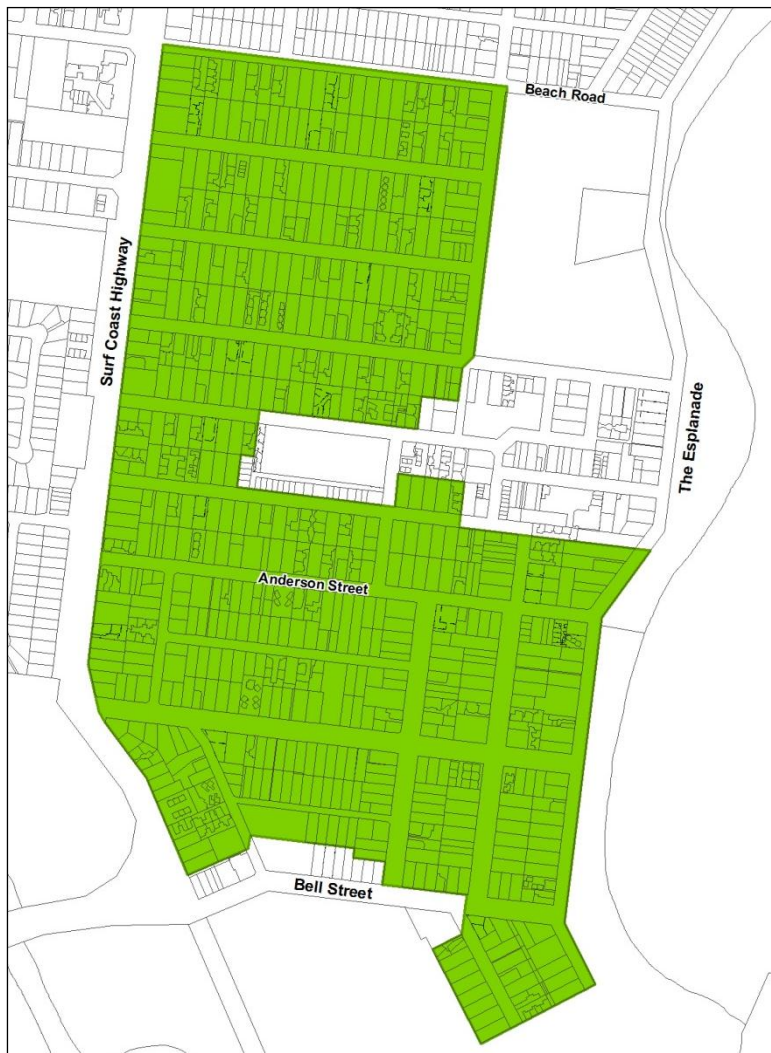 Beach Road
Surf Coast Highway
The Esplanade
Anderson Street
Bell Street